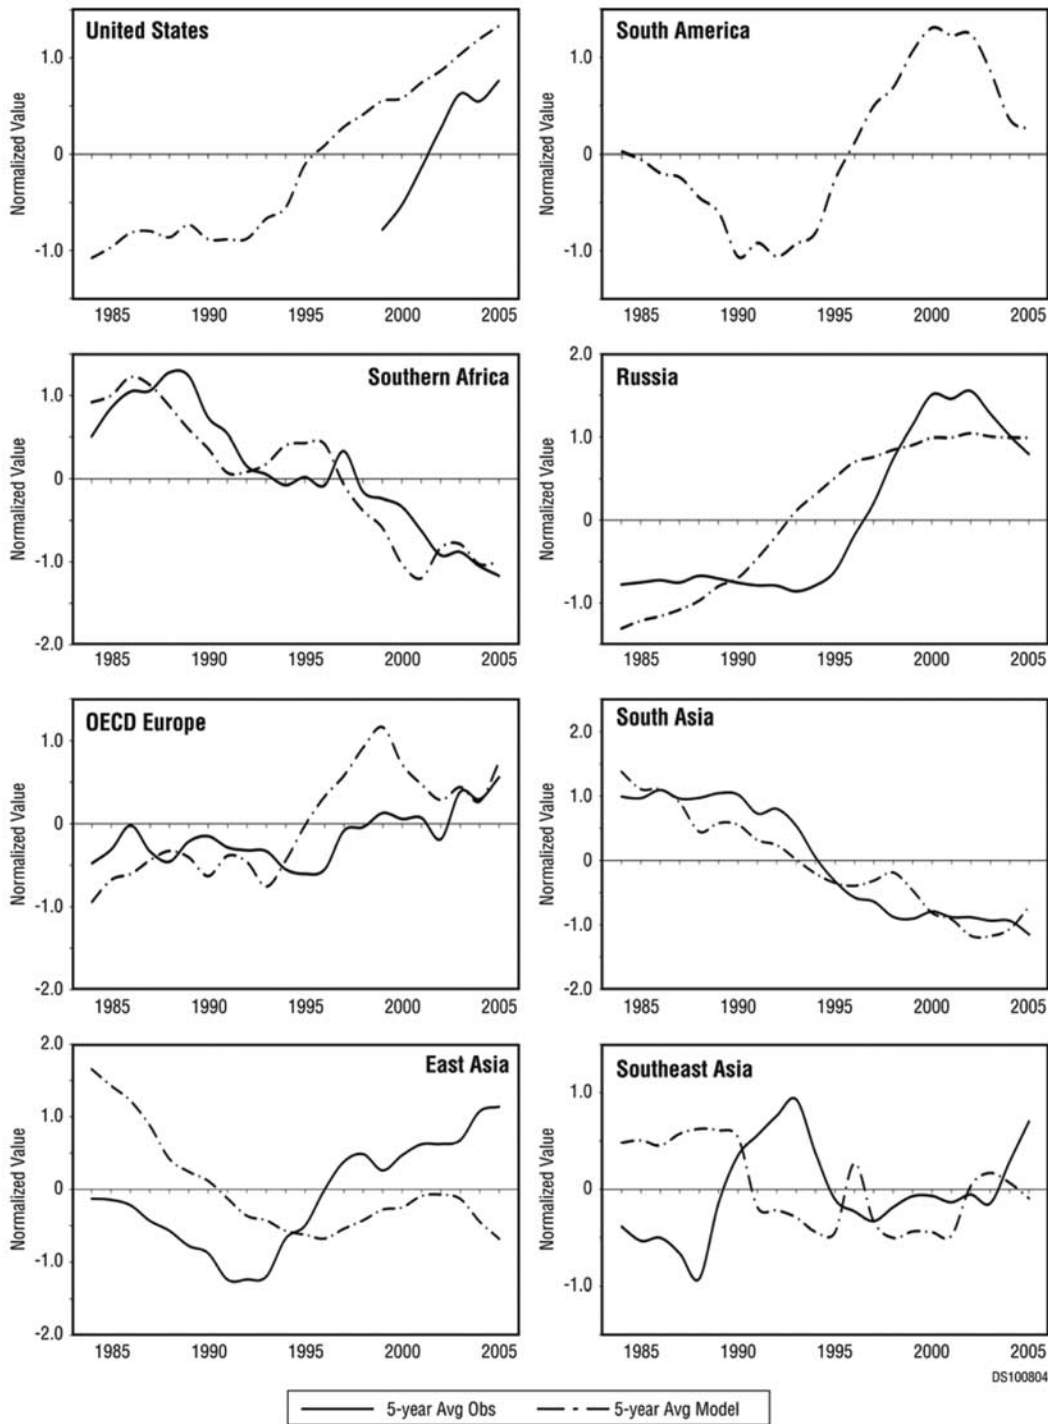 United States
Normalized Value
1.0
0
-1.0
1985 1990 1995 2000 2005
South America
Normalized Value
1.0
0
-1.0
1985 1990 1995 2000 2005
Southern Africa
Normalized Value
1.0
0
-1.0
-2.0
1985 1990 1995 2000 2005
Russia
Normalized Value
2.0
1.0
0
-1.0
1985 1990 1995 2000 2005
OECD Europe
Normalized Value
1.0
0
-1.0
-2.0
1985 1990 1995 2000 2005
South Asia
Normalized Value
2.0
1.0
0
-1.0
-2.0
1985 1990 1995 2000 2005
East Asia
Normalized Value
2.0
1.0
0
-1.0
-2.0
1985 1990 1995 2000 2005
Southeast Asia
Normalized Value
1.0
0
-1.0
1985 1990 1995 2000 2005
DS100804
5-year Avg Obs 5-year Avg Model